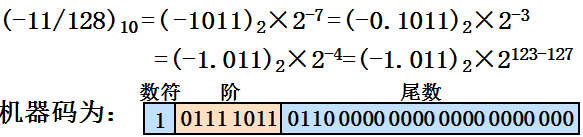 (-11/128)₁₀=(-1011)₂×2⁻⁷=(-0.1011)₂×2⁻³
=(-1.011)₂×2⁻⁴=(-1.011)₂×2¹²³⁻¹²⁷
数符 阶 尾数
机器码为: 1 01111011 0110 0000 0000 0000 0000 000